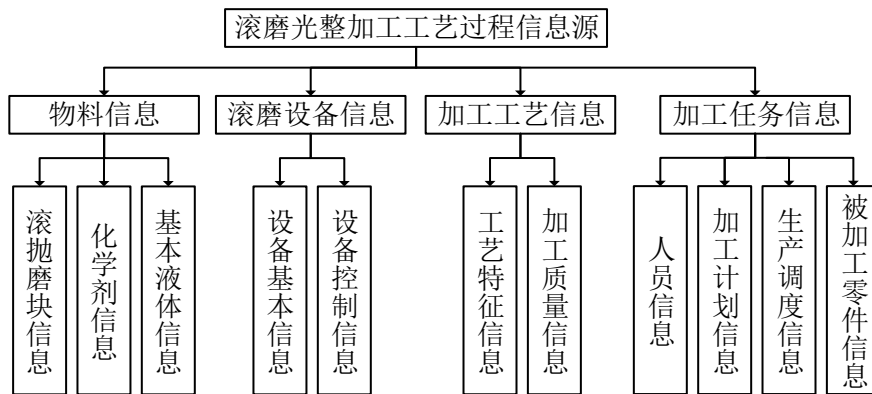 滚磨光整加工工艺过程信息源
物料信息
滚磨设备信息
加工工艺信息
加工任务信息
滚抛磨块信息
化学剂信息
基本液体信息
设备基本信息
设备控制信息
工艺特征信息
加工质量信息
人员信息
加工计划信息
生产调度信息
被加工零件信息